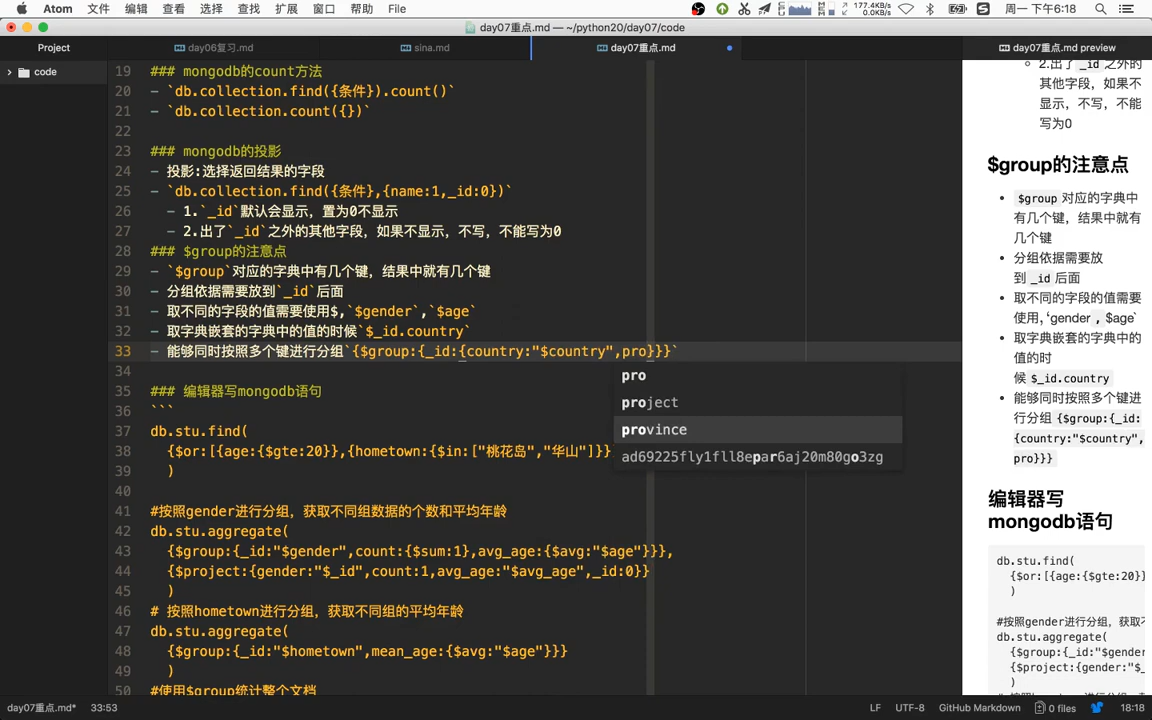 Atom 文件 编辑 查看 选择 查找 扩展 窗口 帮助 File 177.4KB/s 0.0KB/s 周一 下午6:18
day07重点.md — ~/python20/day07/code
Project day06复习.md sina.md day07重点.md day07重点.md preview
code
19 ### mongodb的count方法
20 - `db.collection.find({条件}).count()`
21 - `db.collection.count({})`
22
23 ### mongodb的投影
24 - 投影:选择返回结果的字段
25 - `db.collection.find({条件},{name:1,_id:0})`
26 - 1.`_id`默认会显示，置为0不显示
27 - 2.出了`_id`之外的其他字段，如果不显示，不写，不能写为0
28 ### $group的注意点
29 - `$group`对应的字典中有几个键，结果中就有几个键
30 - 分组依据需要放到`_id`后面
31 - 取不同的字段的值需要使用$,`$gender`,`$age`
32 - 取字典嵌套的字典中的值的时候`$_id.country`
33 - 能够同时按照多个键进行分组`{$group:{_id:{country:"$country",pro}}}`
34
35 ### 编辑器写mongodb语句
36 ```
37 db.stu.find(
38 {$or:[{age:{$gte:20}},{hometown:{$in:["桃花岛","华山"]}}
39 )
40
41 #按照gender进行分组，获取不同组数据的个数和平均年龄
42 db.stu.aggregate(
43 {$group:{_id:"$gender",count:{$sum:1},avg_age:{$avg:"$age"}}},
44 {$project:{gender:"$_id",count:1,avg_age:"$avg_age",_id:0}}
45 )
46 # 按照hometown进行分组，获取不同组的平均年龄
47 db.stu.aggregate(
48 {$group:{_id:"$hometown",mean_age:{$avg:"$age"}}}
49 )
50 #使用$group统计整个文档
pro
project
province
ad69225fly1fll8epar6aj20m80go3zg
2.出了 _id 之外的
其他字段，如果不
显示，不写，不能
写为0
$group的注意点
$group 对应的字典中
有几个键，结果中就有
几个键
分组依据需要放
到 _id 后面
取不同的字段的值需要
使用$,`$gender , $age`
取字典嵌套的字典中的
值的时
候 $_id.country
能够同时按照多个键进
行分组 {$group:{_id:
{country:"$country",
pro}}}
编辑器写
mongodb语句
db.stu.find(
{$or:[{age:{$gte:20}}
)
#按照gender进行分组，获取
db.stu.aggregate(
{$group:{_id:"$gende
{$project:{gender:"$_
)
day07重点.md* 33:53 LF UTF-8 GitHub Markdown 0 files 18:18